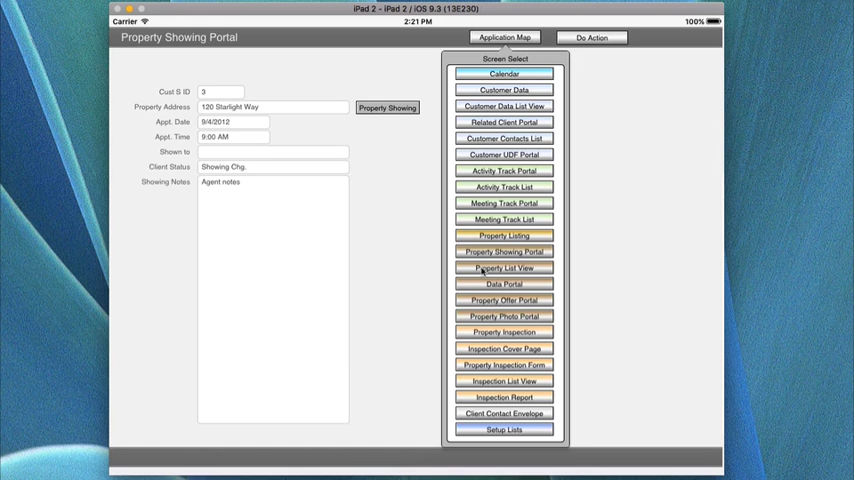 iPad 2 - iPad 2 / iOS 9.3 (13E230)
Carrier 2:21 PM 100%
Property Showing Portal Application Map Do Action
Screen Select
Calendar
Cust S ID 3 Customer Data
Property Address 120 Starlight Way Property Showing Customer Data List View
Appt. Date 9/4/2012 Related Client Portal
Appt. Time 9:00 AM Customer Contacts List
Shown to Customer UDF Portal
Client Status Showing Chg. Activity Track Portal
Showing Notes Agent notes Activity Track List
Meeting Track Portal
Meeting Track List
Property Listing
Property Showing Portal
Property List View
Data Portal
Property Offer Portal
Property Photo Portal
Property Inspection
Inspection Cover Page
Property Inspection Form
Inspection List View
Inspection Report
Client Contact Envelope
Setup Lists